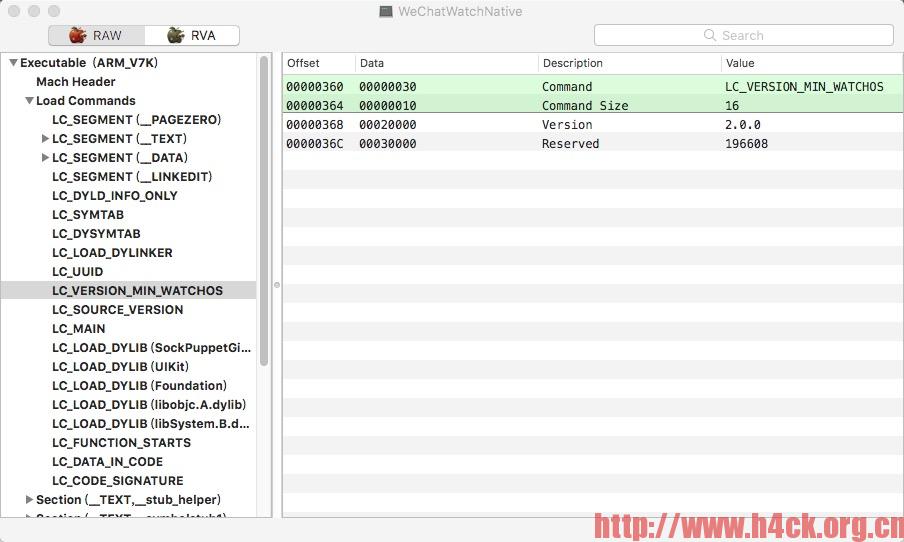 WeChatWatchNative
RAW RVA Search
Executable (ARM_V7K)
Mach Header
Load Commands
LC_SEGMENT (__PAGEZERO)
LC_SEGMENT (__TEXT)
LC_SEGMENT (__DATA)
LC_SEGMENT (__LINKEDIT)
LC_DYLD_INFO_ONLY
LC_SYMTAB
LC_DYSYMTAB
LC_LOAD_DYLINKER
LC_UUID
LC_VERSION_MIN_WATCHOS
LC_SOURCE_VERSION
LC_MAIN
LC_LOAD_DYLIB (SockPuppetGi...
LC_LOAD_DYLIB (UIKit)
LC_LOAD_DYLIB (Foundation)
LC_LOAD_DYLIB (libobjc.A.dylib)
LC_LOAD_DYLIB (libSystem.B.d...
LC_FUNCTION_STARTS
LC_DATA_IN_CODE
LC_CODE_SIGNATURE
Section (__TEXT,__stub_helper)
Offset Data Description Value
00000360 00000030 Command LC_VERSION_MIN_WATCHOS
00000364 00000010 Command Size 16
00000368 00020000 Version 2.0.0
0000036C 00030000 Reserved 196608
http://www.h4ck.org.cn